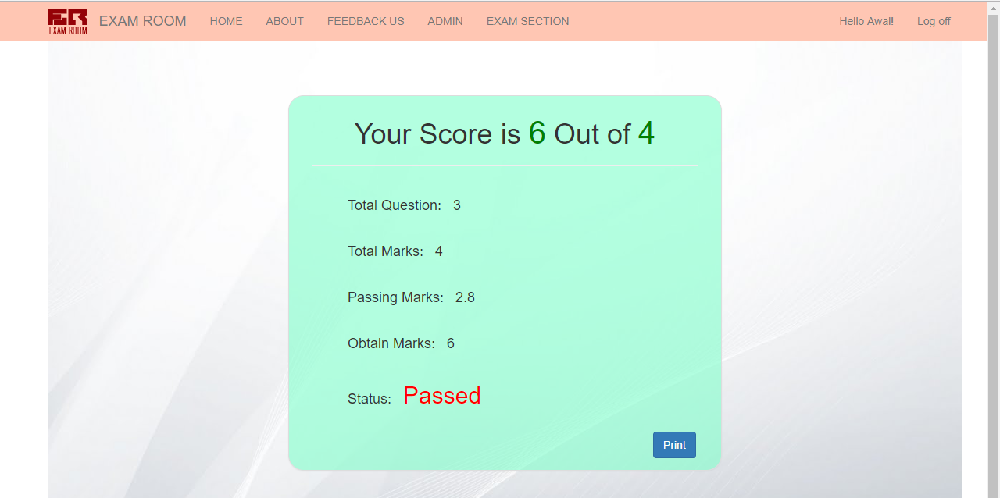 ER EXAM ROOM HOME ABOUT FEEDBACK US ADMIN EXAM SECTION Hello Awal! Log off
EXAM ROOM
Your Score is 6 Out of 4
Total Question: 3
Total Marks: 4
Passing Marks: 2.8
Obtain Marks: 6
Status: Passed
Print